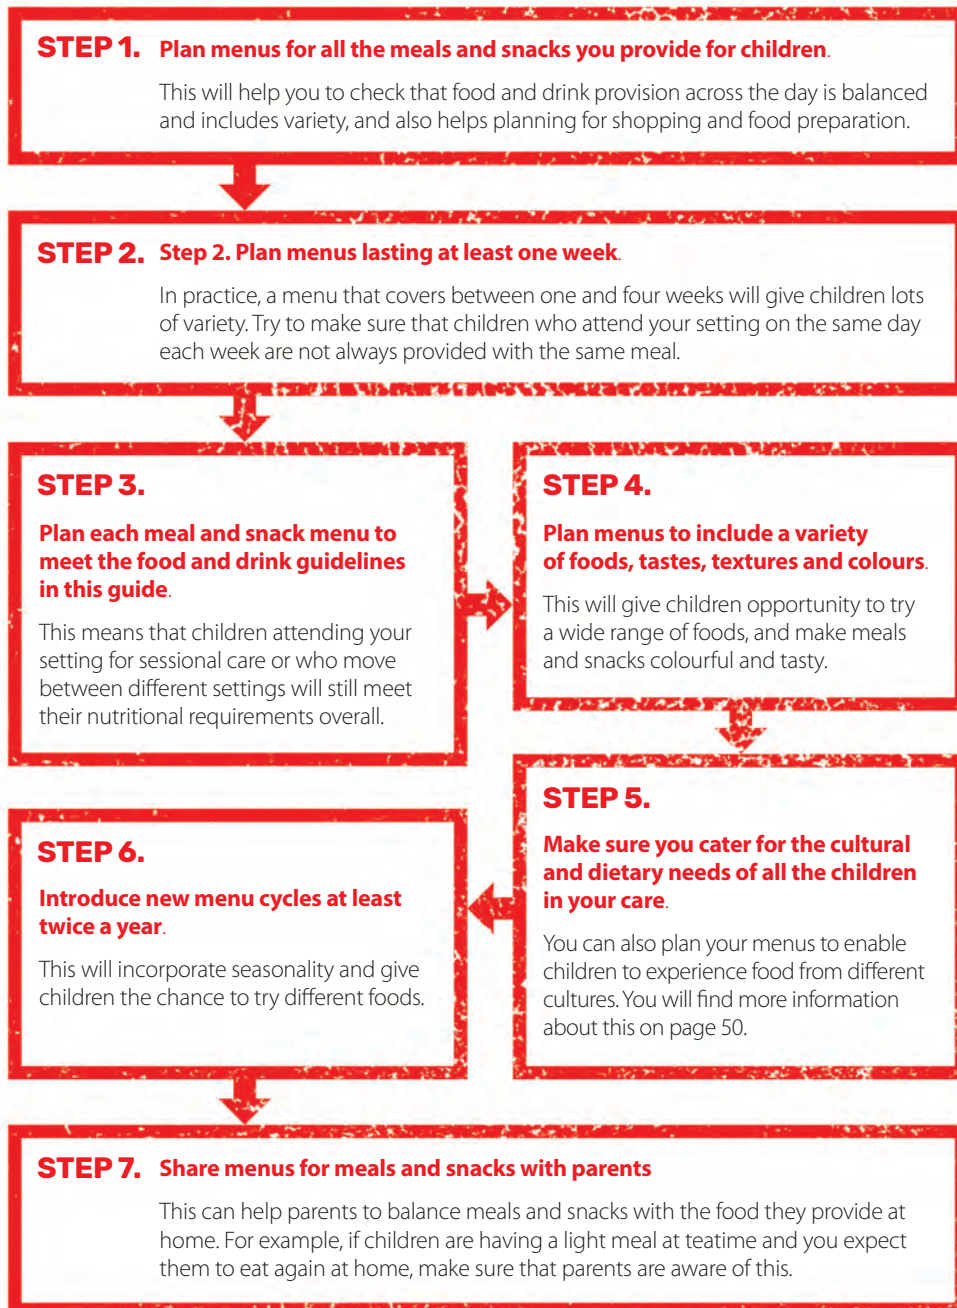 STEP 1. Plan menus for all the meals and snacks you provide for children.
This will help you to check that food and drink provision across the day is balanced
and includes variety, and also helps planning for shopping and food preparation.
STEP 2. Step 2. Plan menus lasting at least one week.
In practice, a menu that covers between one and four weeks will give children lots
of variety. Try to make sure that children who attend your setting on the same day
each week are not always provided with the same meal.
STEP 3.
Plan each meal and snack menu to
meet the food and drink guidelines
in this guide.
This means that children attending your
setting for sessional care or who move
between different settings will still meet
their nutritional requirements overall.
STEP 4.
Plan menus to include a variety
of foods, tastes, textures and colours.
This will give children opportunity to try
a wide range of foods, and make meals
and snacks colourful and tasty.
STEP 5.
Make sure you cater for the cultural
and dietary needs of all the children
in your care.
You can also plan your menus to enable
children to experience food from different
cultures. You will find more information
about this on page 50.
STEP 6.
Introduce new menu cycles at least
twice a year.
This will incorporate seasonality and give
children the chance to try different foods.
STEP 7. Share menus for meals and snacks with parents
This can help parents to balance meals and snacks with the food they provide at
home. For example, if children are having a light meal at teatime and you expect
them to eat again at home, make sure that parents are aware of this.